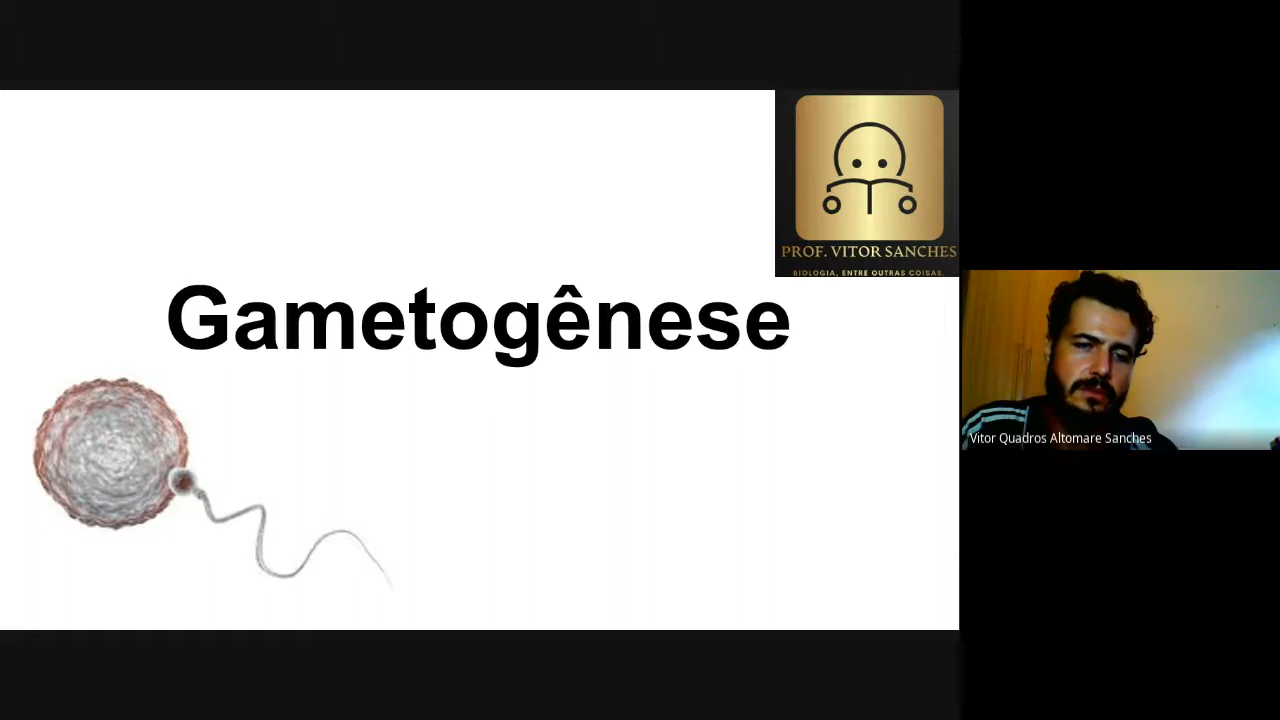 PROF. VITOR SANCHES
BIOLOGIA, ENTRE OUTRAS COISAS.
Gametogênese
Vitor Quadros Altomare Sanches